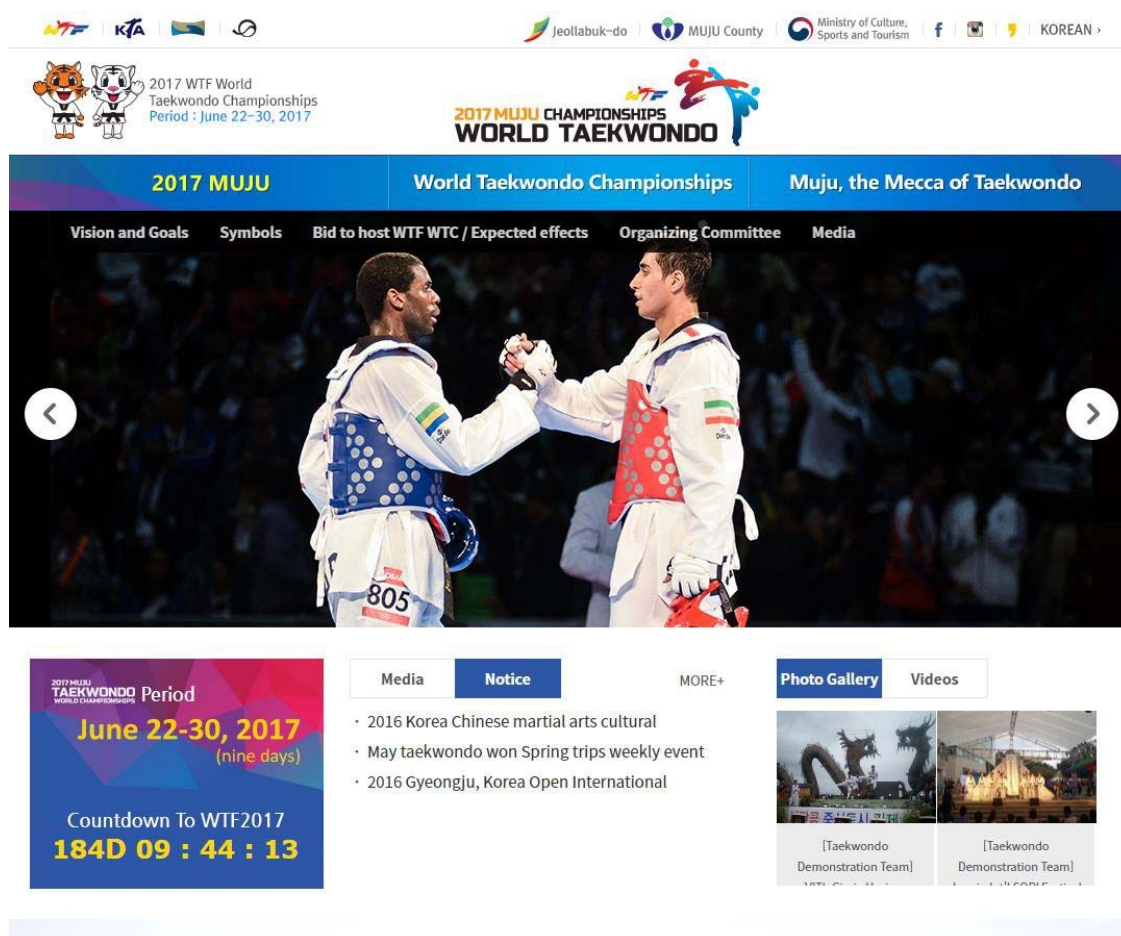 WTF
KTA
Jeollabuk-do
MUJU County
Ministry of Culture,
Sports and Tourism
f
KOREAN ›
2017 WTF World
Taekwondo Championships
Period : June 22-30, 2017
WTF
2017 MUJU CHAMPIONSHIPS
WORLD TAEKWONDO
2017 MUJU
World Taekwondo Championships
Muju, the Mecca of Taekwondo
Vision and Goals
Symbols
Bid to host WTF WTC / Expected effects
Organizing Committee
Media
805
2017 MUJU
TAEKWONDO
WORLD CHAMPIONSHIPS
Period
June 22-30, 2017
(nine days)
Countdown To WTF2017
184D 09 : 44 : 13
Media
Notice
MORE+
· 2016 Korea Chinese martial arts cultural
· May taekwondo won Spring trips weekly event
· 2016 Gyeongju, Korea Open International
Photo Gallery
Videos
[Taekwondo
Demonstration Team]
[Taekwondo
Demonstration Team]